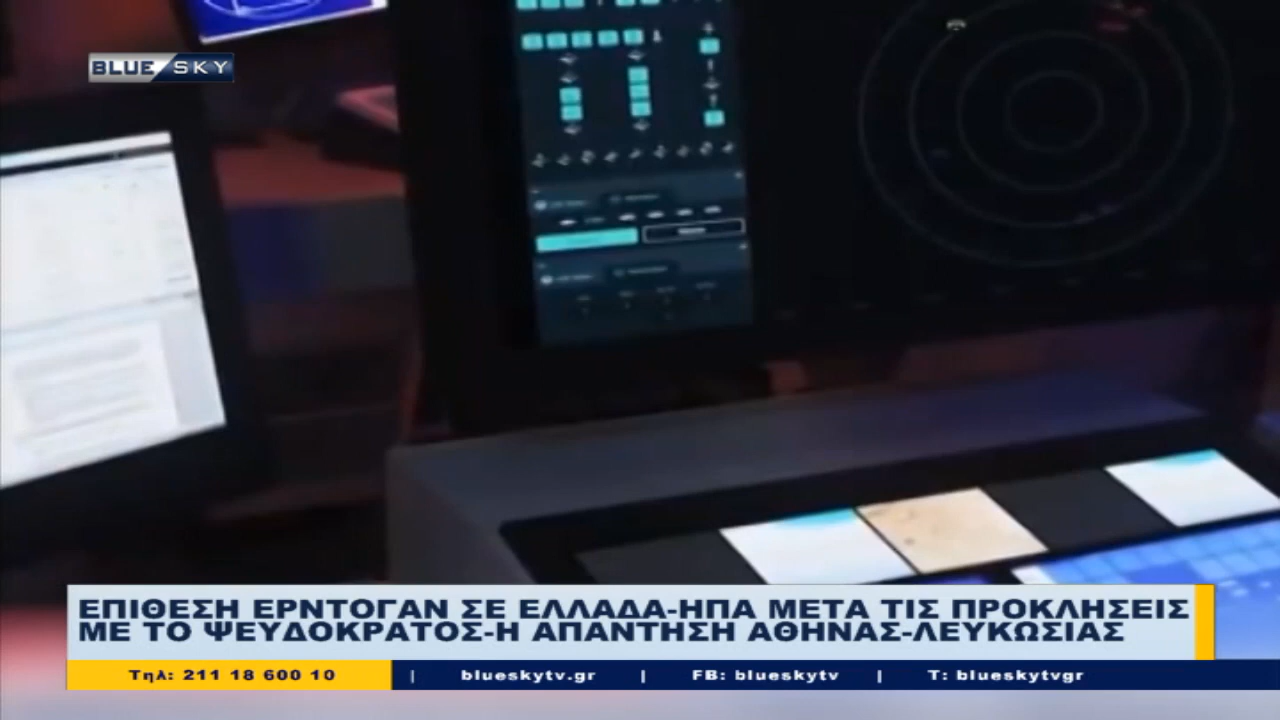 BLUE SKY
ΕΠΙΘΕΣΗ ΕΡΝΤΟΓΑΝ ΣΕ ΕΛΛΑΔΑ-ΗΠΑ ΜΕΤΑ ΤΙΣ ΠΡΟΚΛΗΣΕΙΣ
ΜΕ ΤΟ ΨΕΥΔΟΚΡΑΤΟΣ-Η ΑΠΑΝΤΗΣΗ ΑΘΗΝΑΣ-ΛΕΥΚΩΣΙΑΣ
Τηλ: 211 18 600 10 | blueskytv.gr | FB: blueskytv | T: blueskytvgr